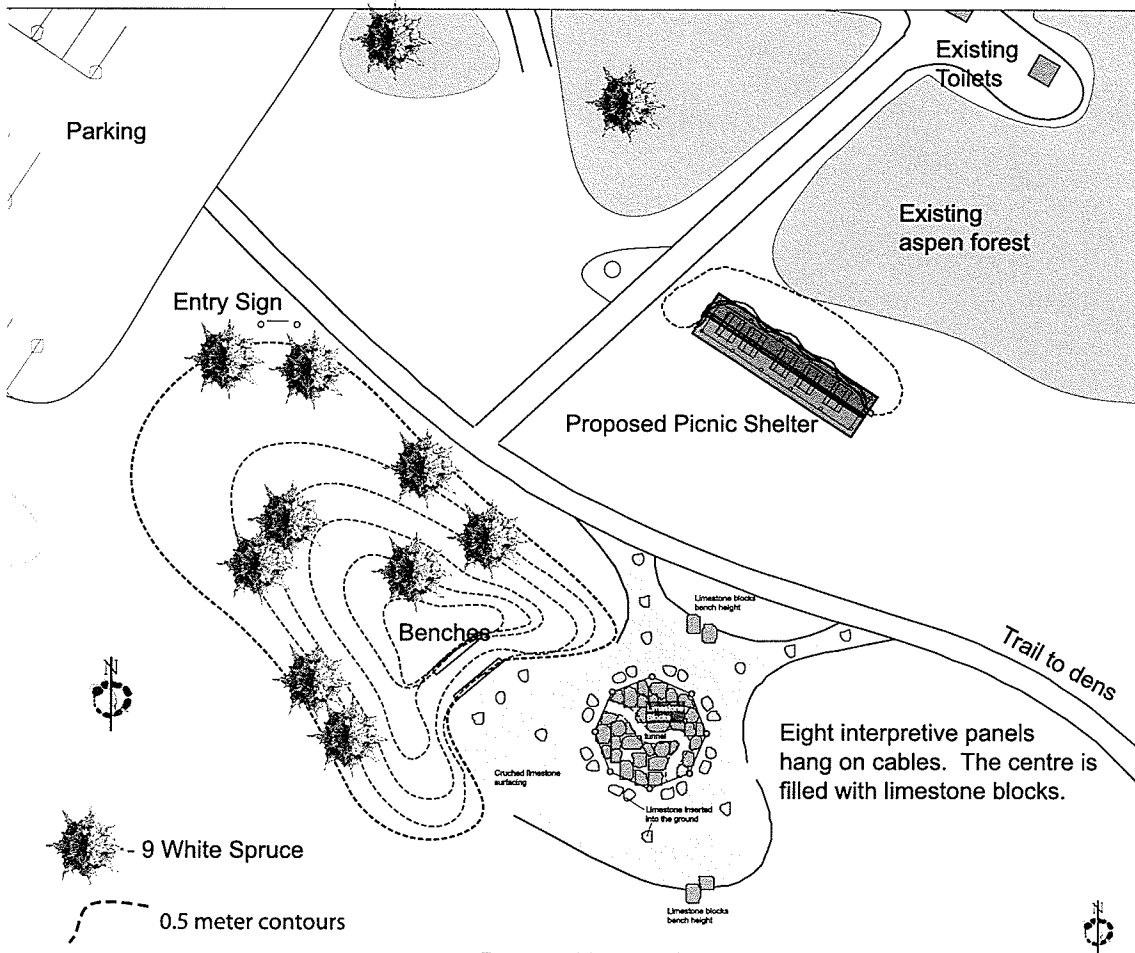 Existing
Toilets
Parking
Existing
aspen forest
Entry Sign
Proposed Picnic Shelter
Limestone blocks
bench height
Benches
Trail to dens
tunnel
Eight interpretive panels
hang on cables. The centre is
filled with limestone blocks.
Cruched limestone
surfacing
Limestone inserted
into the ground
- 9 White Spruce
Limestone blocks
bench height
0.5 meter contours
N
N